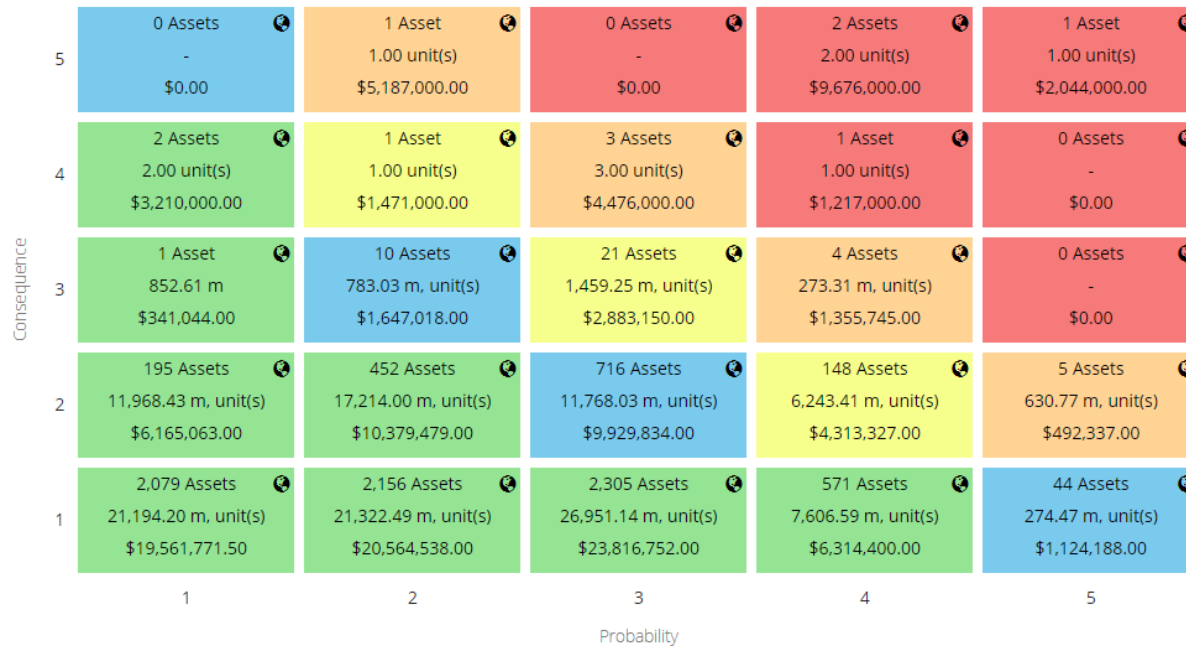 0 Assets
-
$0.00
1 Asset
1.00 unit(s)
$5,187,000.00
0 Assets
-
$0.00
2 Assets
2.00 unit(s)
$9,676,000.00
1 Asset
1.00 unit(s)
$2,044,000.00
5
2 Assets
2.00 unit(s)
$3,210,000.00
1 Asset
1.00 unit(s)
$1,471,000.00
3 Assets
3.00 unit(s)
$4,476,000.00
1 Asset
1.00 unit(s)
$1,217,000.00
0 Assets
-
$0.00
4
Consequence
1 Asset
852.61 m
$341,044.00
10 Assets
783.03 m, unit(s)
$1,647,018.00
21 Assets
1,459.25 m, unit(s)
$2,883,150.00
4 Assets
273.31 m, unit(s)
$1,355,745.00
0 Assets
-
$0.00
3
195 Assets
11,968.43 m, unit(s)
$6,165,063.00
452 Assets
17,214.00 m, unit(s)
$10,379,479.00
716 Assets
11,768.03 m, unit(s)
$9,929,834.00
148 Assets
6,243.41 m, unit(s)
$4,313,327.00
5 Assets
630.77 m, unit(s)
$492,337.00
2
2,079 Assets
21,194.20 m, unit(s)
$19,561,771.50
2,156 Assets
21,322.49 m, unit(s)
$20,564,538.00
2,305 Assets
26,951.14 m, unit(s)
$23,816,752.00
571 Assets
7,606.59 m, unit(s)
$6,314,400.00
44 Assets
274.47 m, unit(s)
$1,124,188.00
1
1
2
3
4
5
Probability